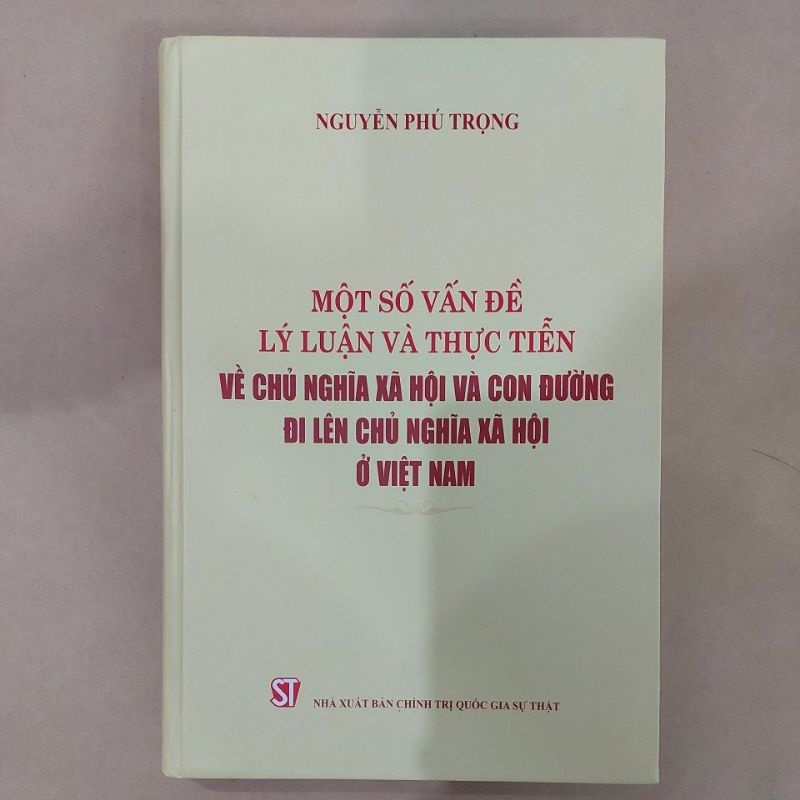 NGUYỄN PHÚ TRỌNG
MỘT SỐ VẤN ĐỀ
LÝ LUẬN VÀ THỰC TIỄN
VỀ CHỦ NGHĨA XÃ HỘI VÀ CON ĐƯỜNG
ĐI LÊN CHỦ NGHĨA XÃ HỘI
Ở VIỆT NAM
ST
NHÀ XUẤT BẢN CHÍNH TRỊ QUỐC GIA SỰ THẬT